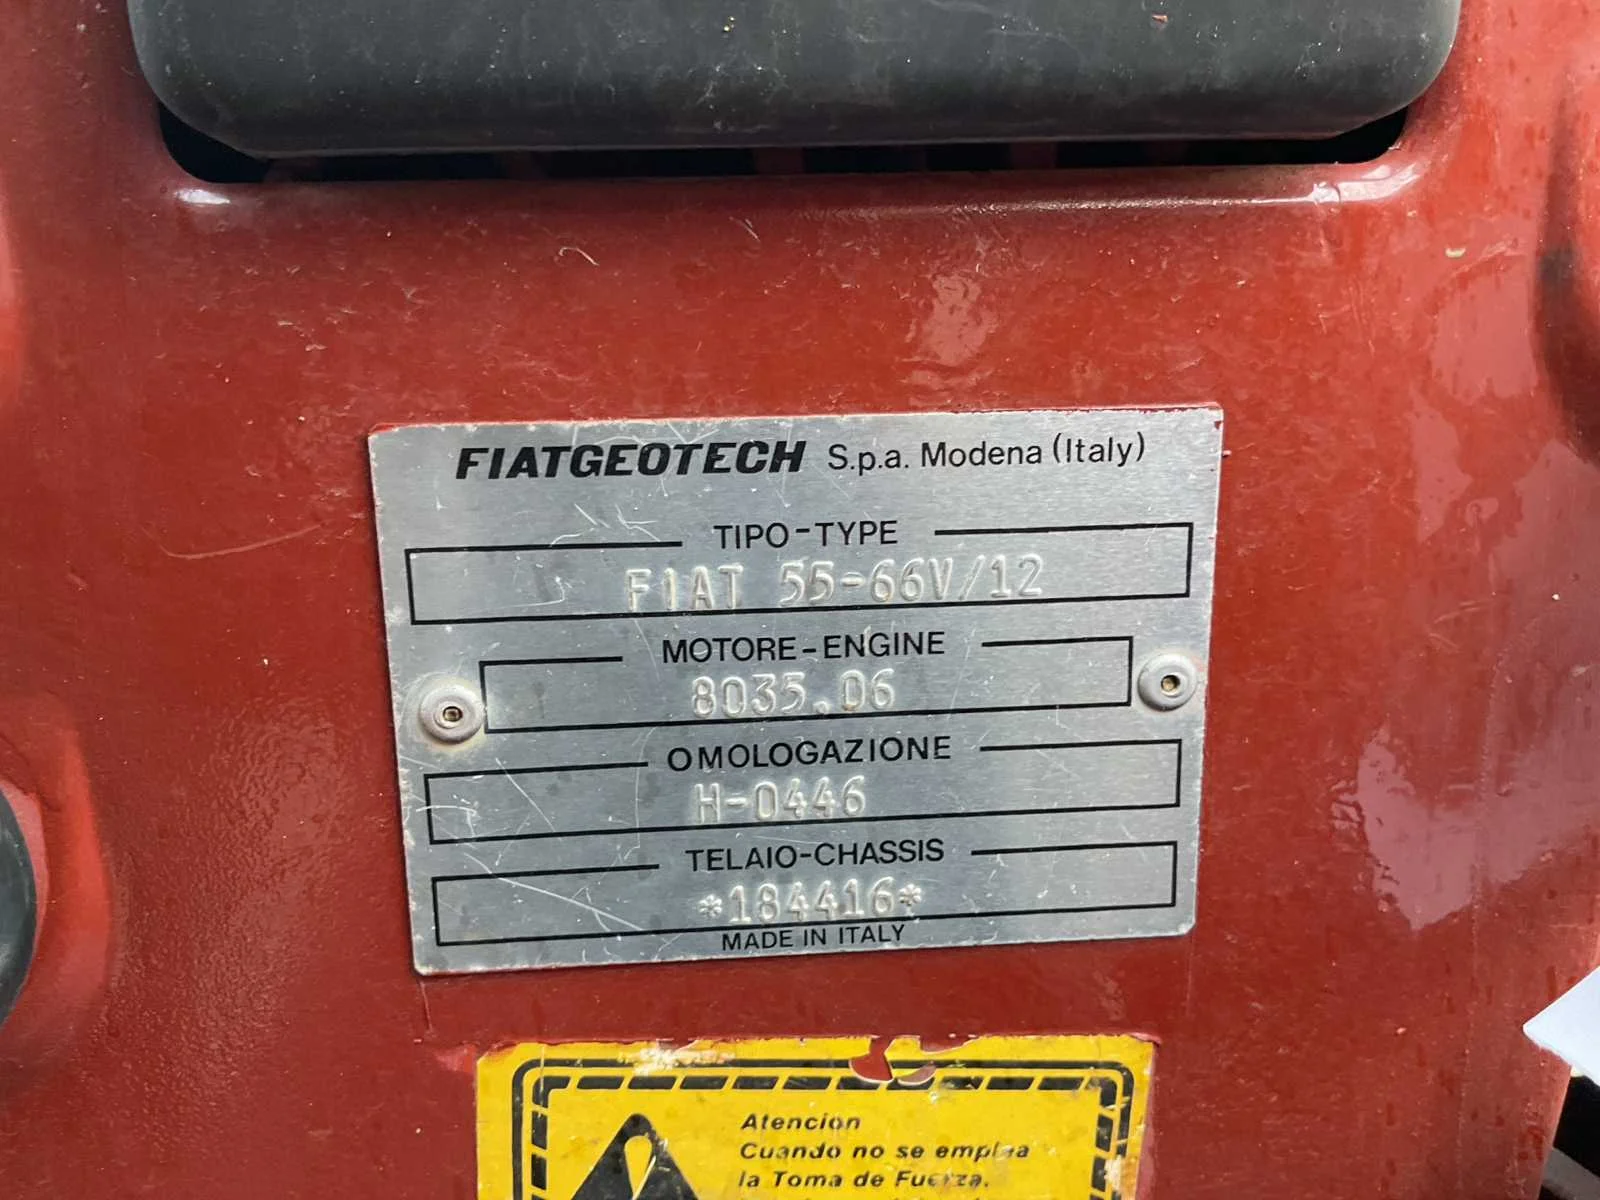 FIATGEOTECH S.p.a. Modena (Italy)
TIPO-TYPE
FIAT 55-66V/12
MOTORE-ENGINE
8035.06
OMOLOGAZIONE
H-0446
TELAIO-CHASSIS
*184416*
MADE IN ITALY
Atencion
Cuando no se emplea
la Toma de Fuerza.